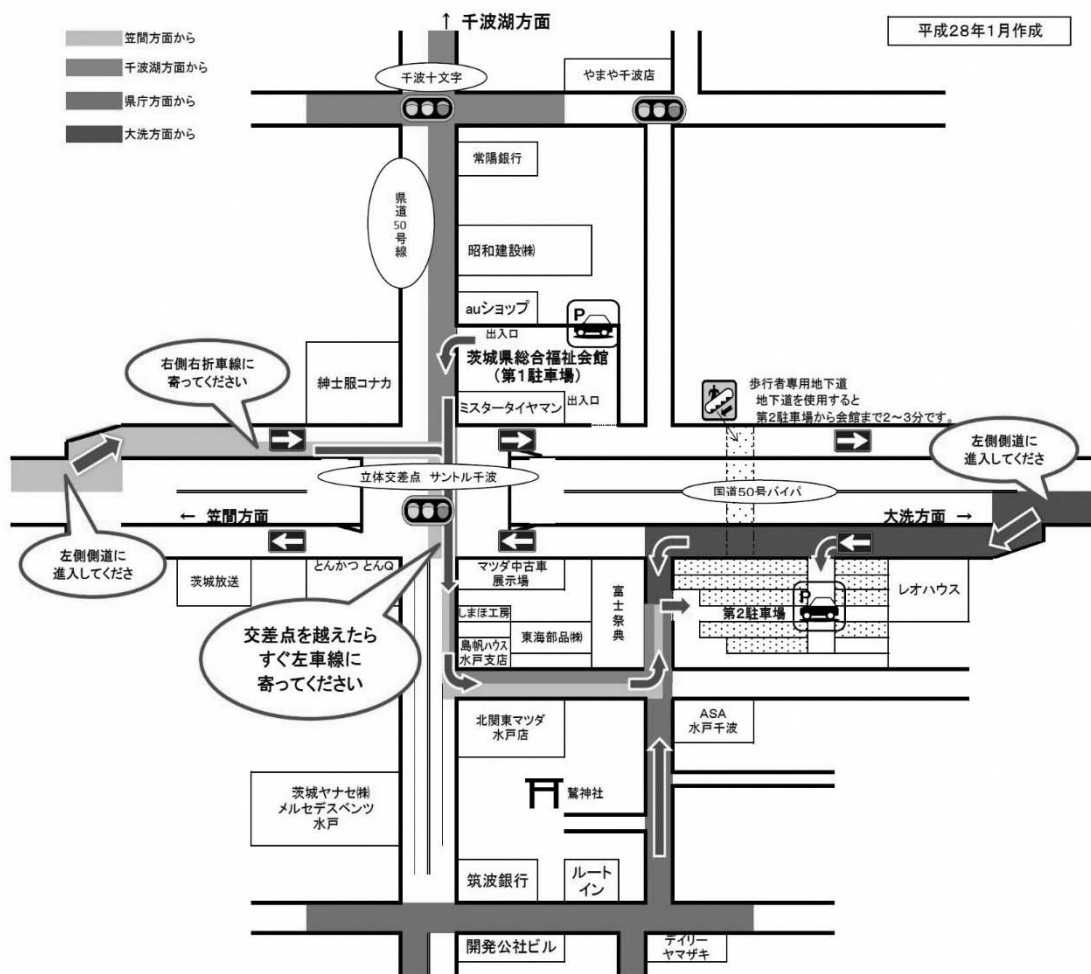 ↑ 千波湖方面
平成28年1月作成
笠間方面から
千波湖方面から
県庁方面から
大洗方面から
千波十文字
やまや千波店
常陽銀行
県道50号線
昭和建設㈱
auショップ
P
出入口
茨城県総合福祉会館
(第1駐車場)
右側右折車線に
寄ってください
紳士服コナカ
ミスタータイヤマン
出入口
歩行者専用地下道
地下道を使用すると
第2駐車場から会館まで2～3分です。
左側側道に
進入してくださ
立体交差点 サントル千波
国道50号バイパ
← 笠間方面
大洗方面 →
左側側道に
進入してくださ
茨城放送
とんかつ とんQ
マツダ中古車
展示場
富士祭典
P
第2駐車場
レオハウス
しまほ工房
島帆ハウス
水戸支店
東海部品㈱
交差点を越えたら
すぐ左車線に
寄ってください
北関東マツダ
水戸店
ASA
水戸千波
茨城ヤナセ㈱
メルセデスベンツ
水戸
鷲神社
筑波銀行
ルート
イン
開発公社ビル
デイリー
ヤマザキ